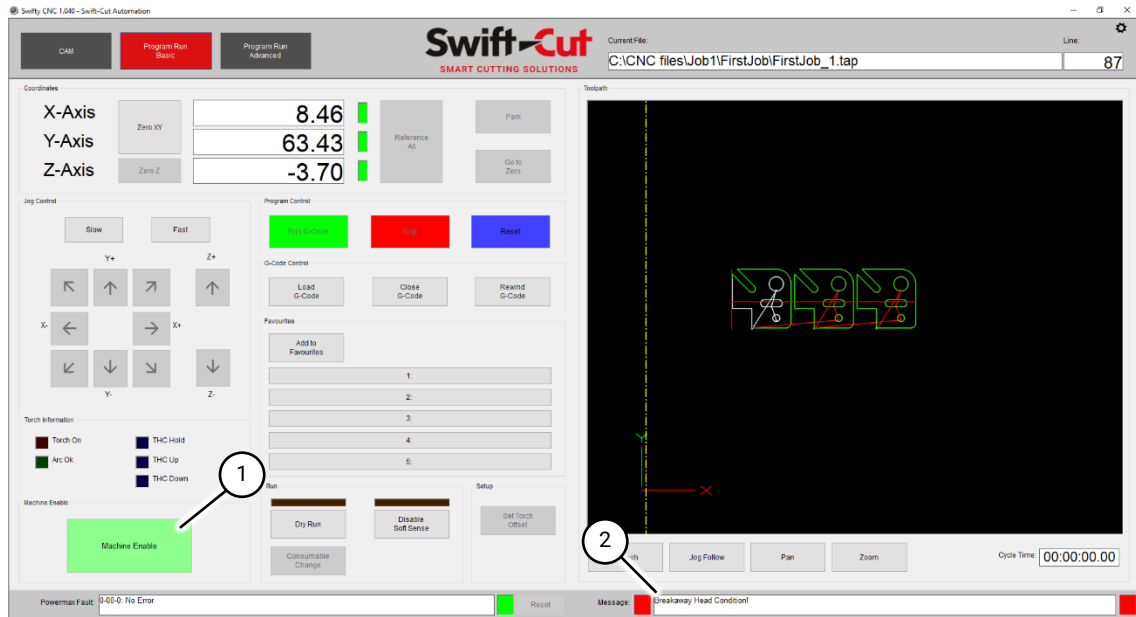 Swifty CNC 1.040 - Swift-Cut Automation
CAM
Program Run
Basic
Program Run
Advanced
Swift-Cut
SMART CUTTING SOLUTIONS
Current File:
C:\CNC files\Job1\FirstJob\FirstJob_1.tap
Line:
87
Coordinates
X-Axis
Y-Axis
Z-Axis
Zero XY
Zero Z
8.46
63.43
-3.70
Reference
All
Park
Go to
Zero
Jog Control
Slow
Fast
Y+
Z+
X-
X+
Y-
Z-
Program Control
Run G-Code
Stop
Reset
G-Code Control
Load
G-Code
Close
G-Code
Rewind
G-Code
Favourites
Add to
Favourites
1:
2:
3:
4:
5:
Torch Information
Torch On
Arc Ok
THC Hold
THC Up
THC Down
Machine Enable
Machine Enable
1
Run
Dry Run
Disable
Soft Sense
Consumable
Change
Setup
Set Torch
Offset
Toolpath
Y
X
2
Jog Follow
Pan
Zoom
Cycle Time:
00:00:00.00
Powermax Fault:
0-00-0: No Error
Reset
Message:
Breakaway Head Condition!